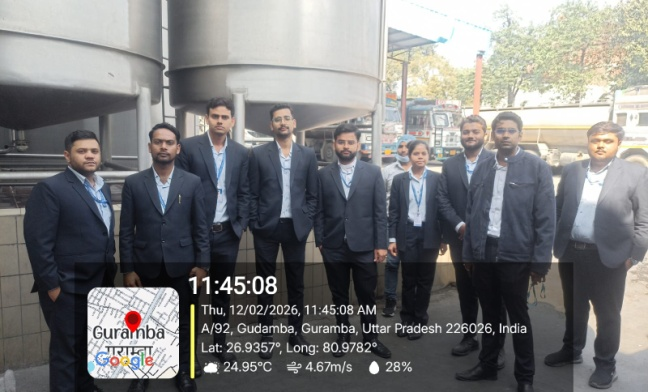 11:45:08
Thu, 12/02/2026, 11:45:08 AM
A/92, Gudamba, Guramba, Uttar Pradesh 226026, India
Lat: 26.9357°, Long: 80.9782°
24.95°C 4.67m/s 28%
Guramba
गुराम्बा
Google